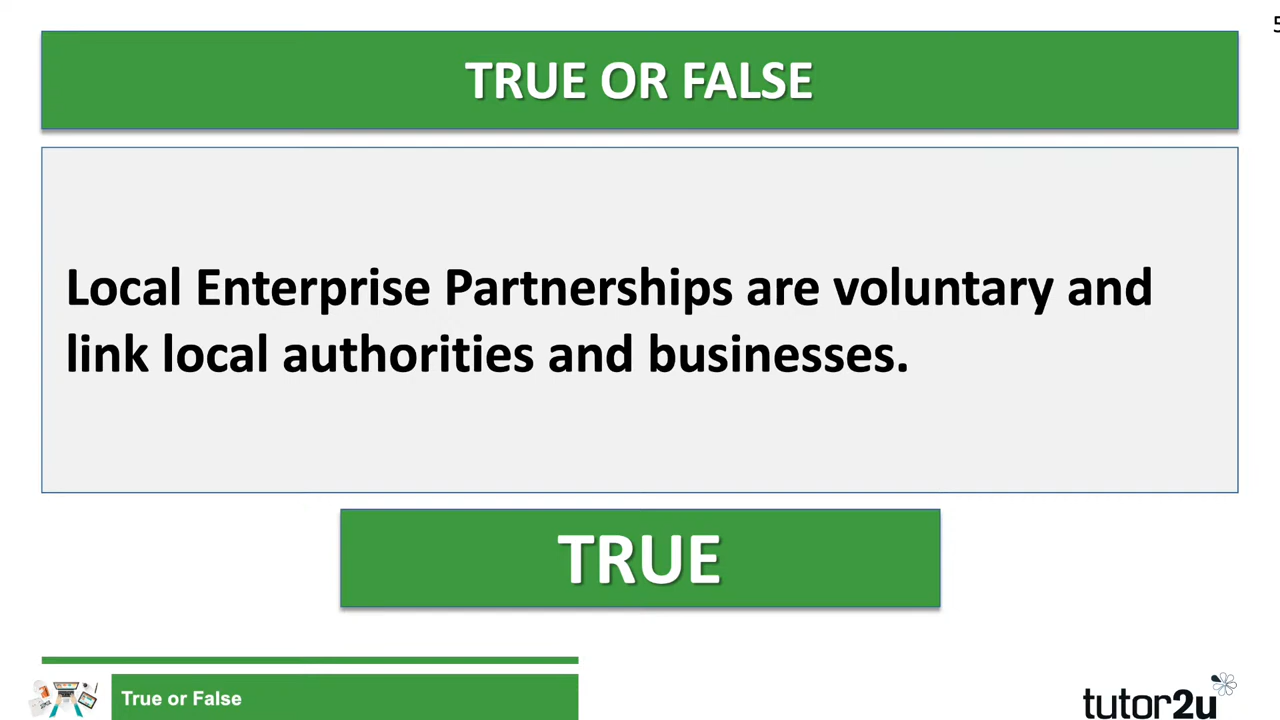 5
TRUE OR FALSE
Local Enterprise Partnerships are voluntary and
link local authorities and businesses.
TRUE
True or False
tutor2u